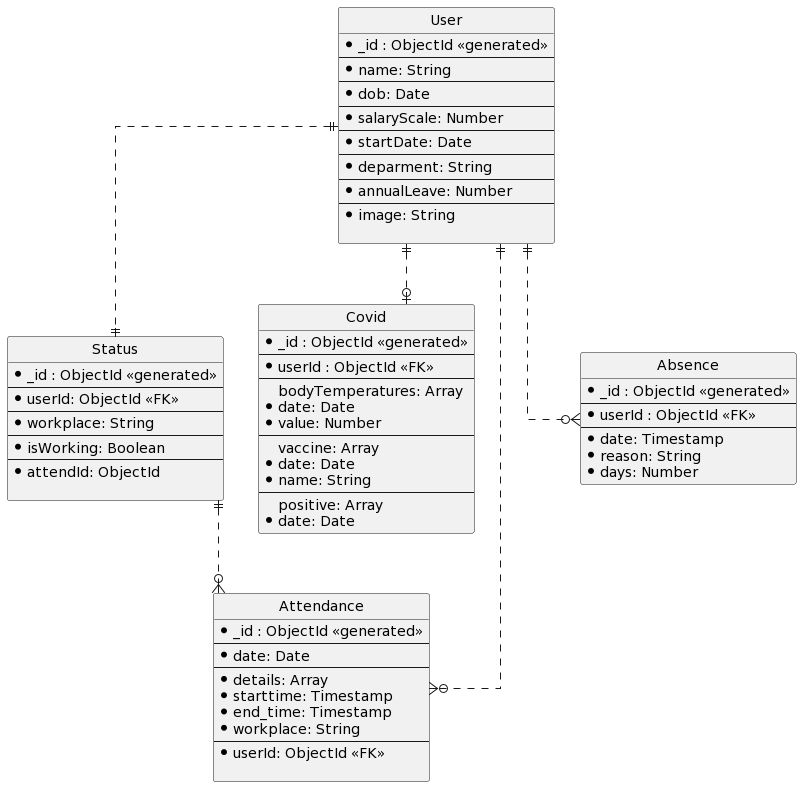 User
_id : ObjectId «generated»
name: String
dob: Date
salaryScale: Number
startDate: Date
deparment: String
annualLeave: Number
image: String
Status
_id : ObjectId «generated»
userId: ObjectId «FK»
workplace: String
isWorking: Boolean
attendId: ObjectId
Covid
_id : ObjectId «generated»
userId : ObjectId «FK»
bodyTemperatures: Array
date: Date
value: Number
vaccine: Array
date: Date
name: String
positive: Array
date: Date
Absence
_id : ObjectId «generated»
userId : ObjectId «FK»
date: Timestamp
reason: String
days: Number
Attendance
_id : ObjectId «generated»
date: Date
details: Array
starttime: Timestamp
end_time: Timestamp
workplace: String
userId: ObjectId «FK»